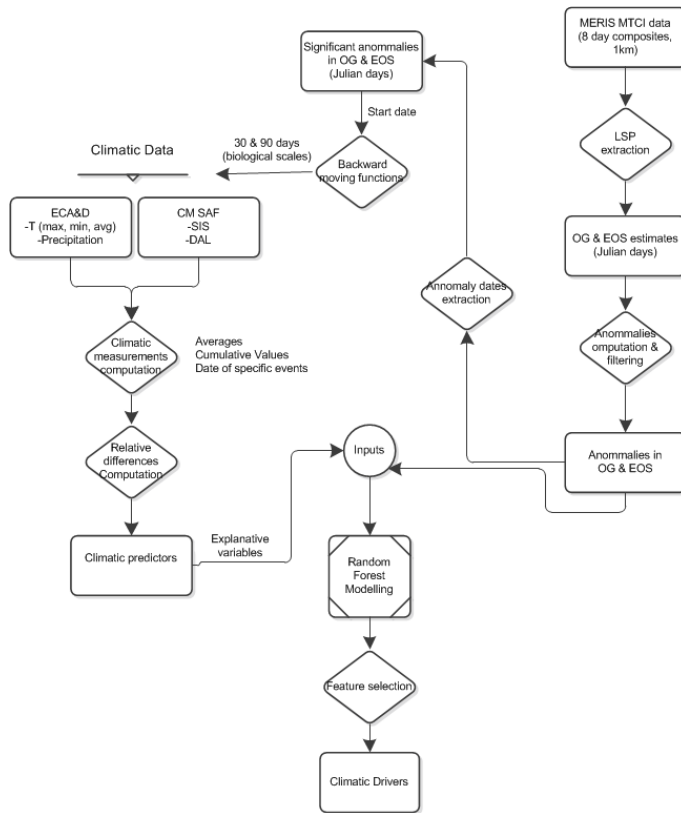 Significant anommalies
in OG & EOS
(Julian days)
MERIS MTCI data
(8 day composites,
1km)
Start date
LSP
extraction
30 & 90 days
(biological scales)
Backward
moving functions
Climatic Data
ECA&D
-T (max, min, avg)
-Precipitation
CM SAF
-SIS
-DAL
OG & EOS estimates
(Julian days)
Annomaly dates
extraction
Climatic
measurements
computation
Averages
Cumulative Values
Date of specific events
Anommalies
omputation &
filtering
Relative
differences
Computation
Inputs
Anommalies in
OG & EOS
Explanative
variables
Climatic predictors
Random
Forest
Modelling
Feature selection
Climatic Drivers